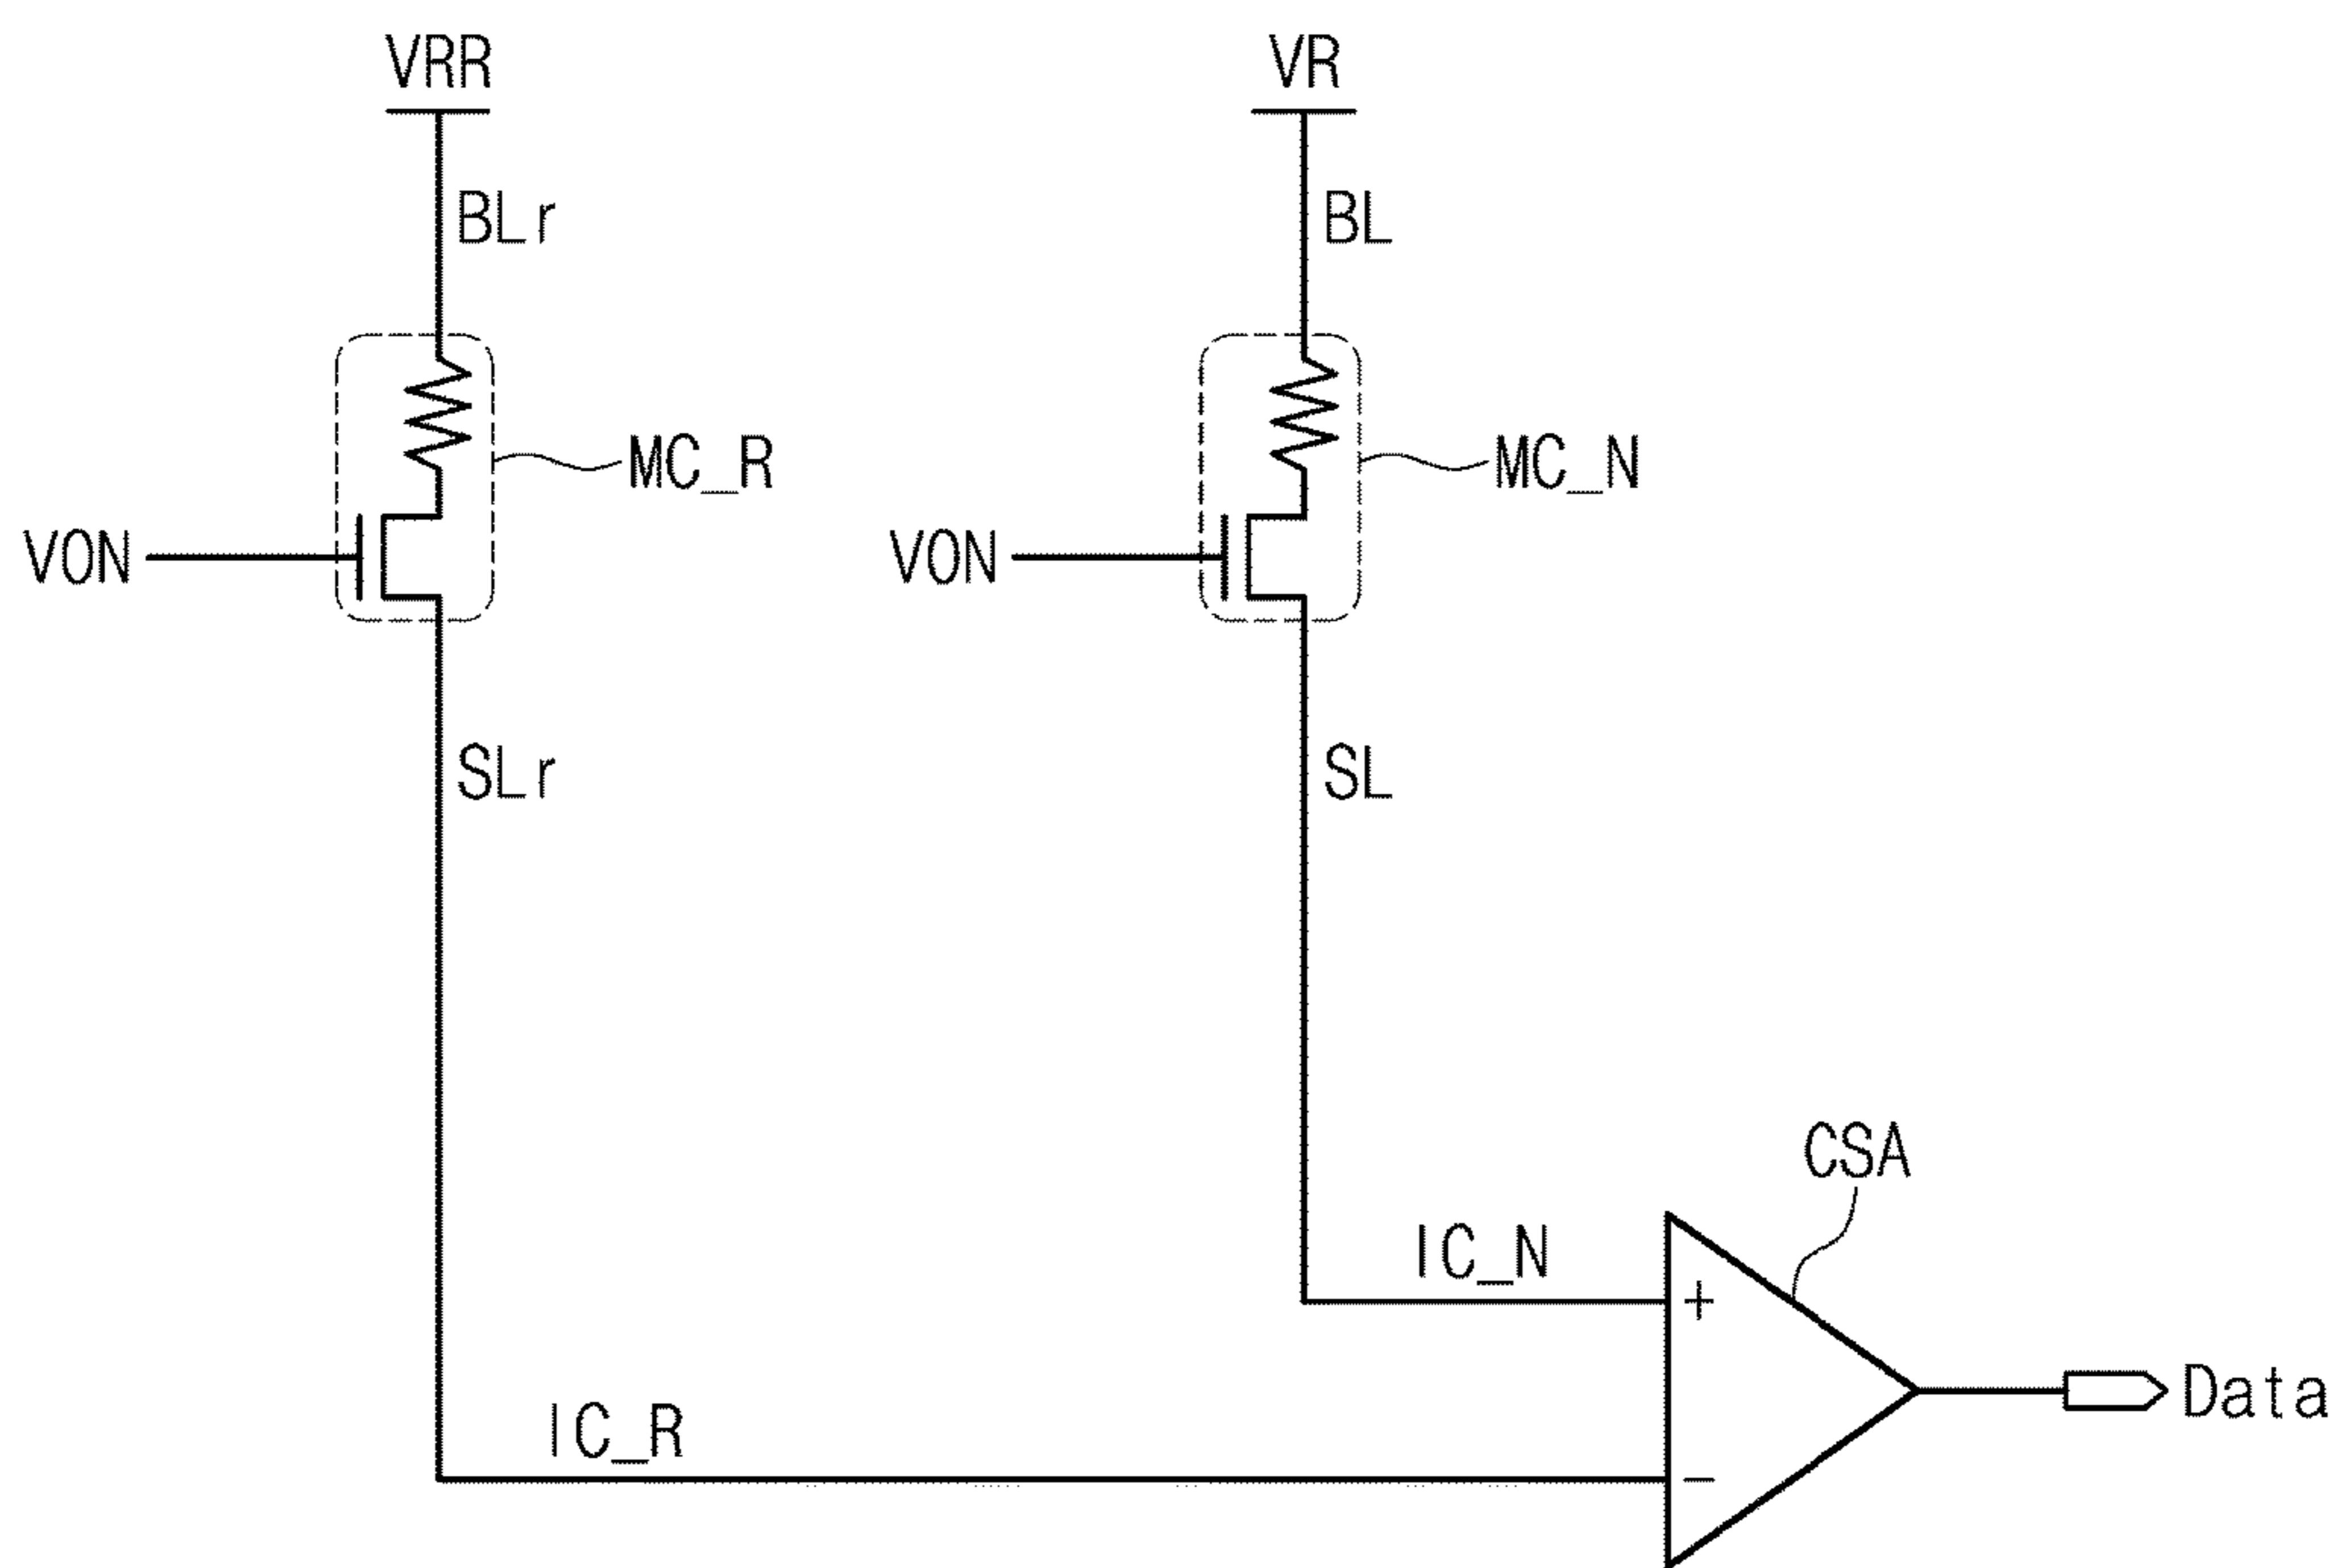 VRR
VR
BLr
BL
MC_R
MC_N
VON
VON
SLr
SL
CSA
IC_N
+
Data
IC_R
−